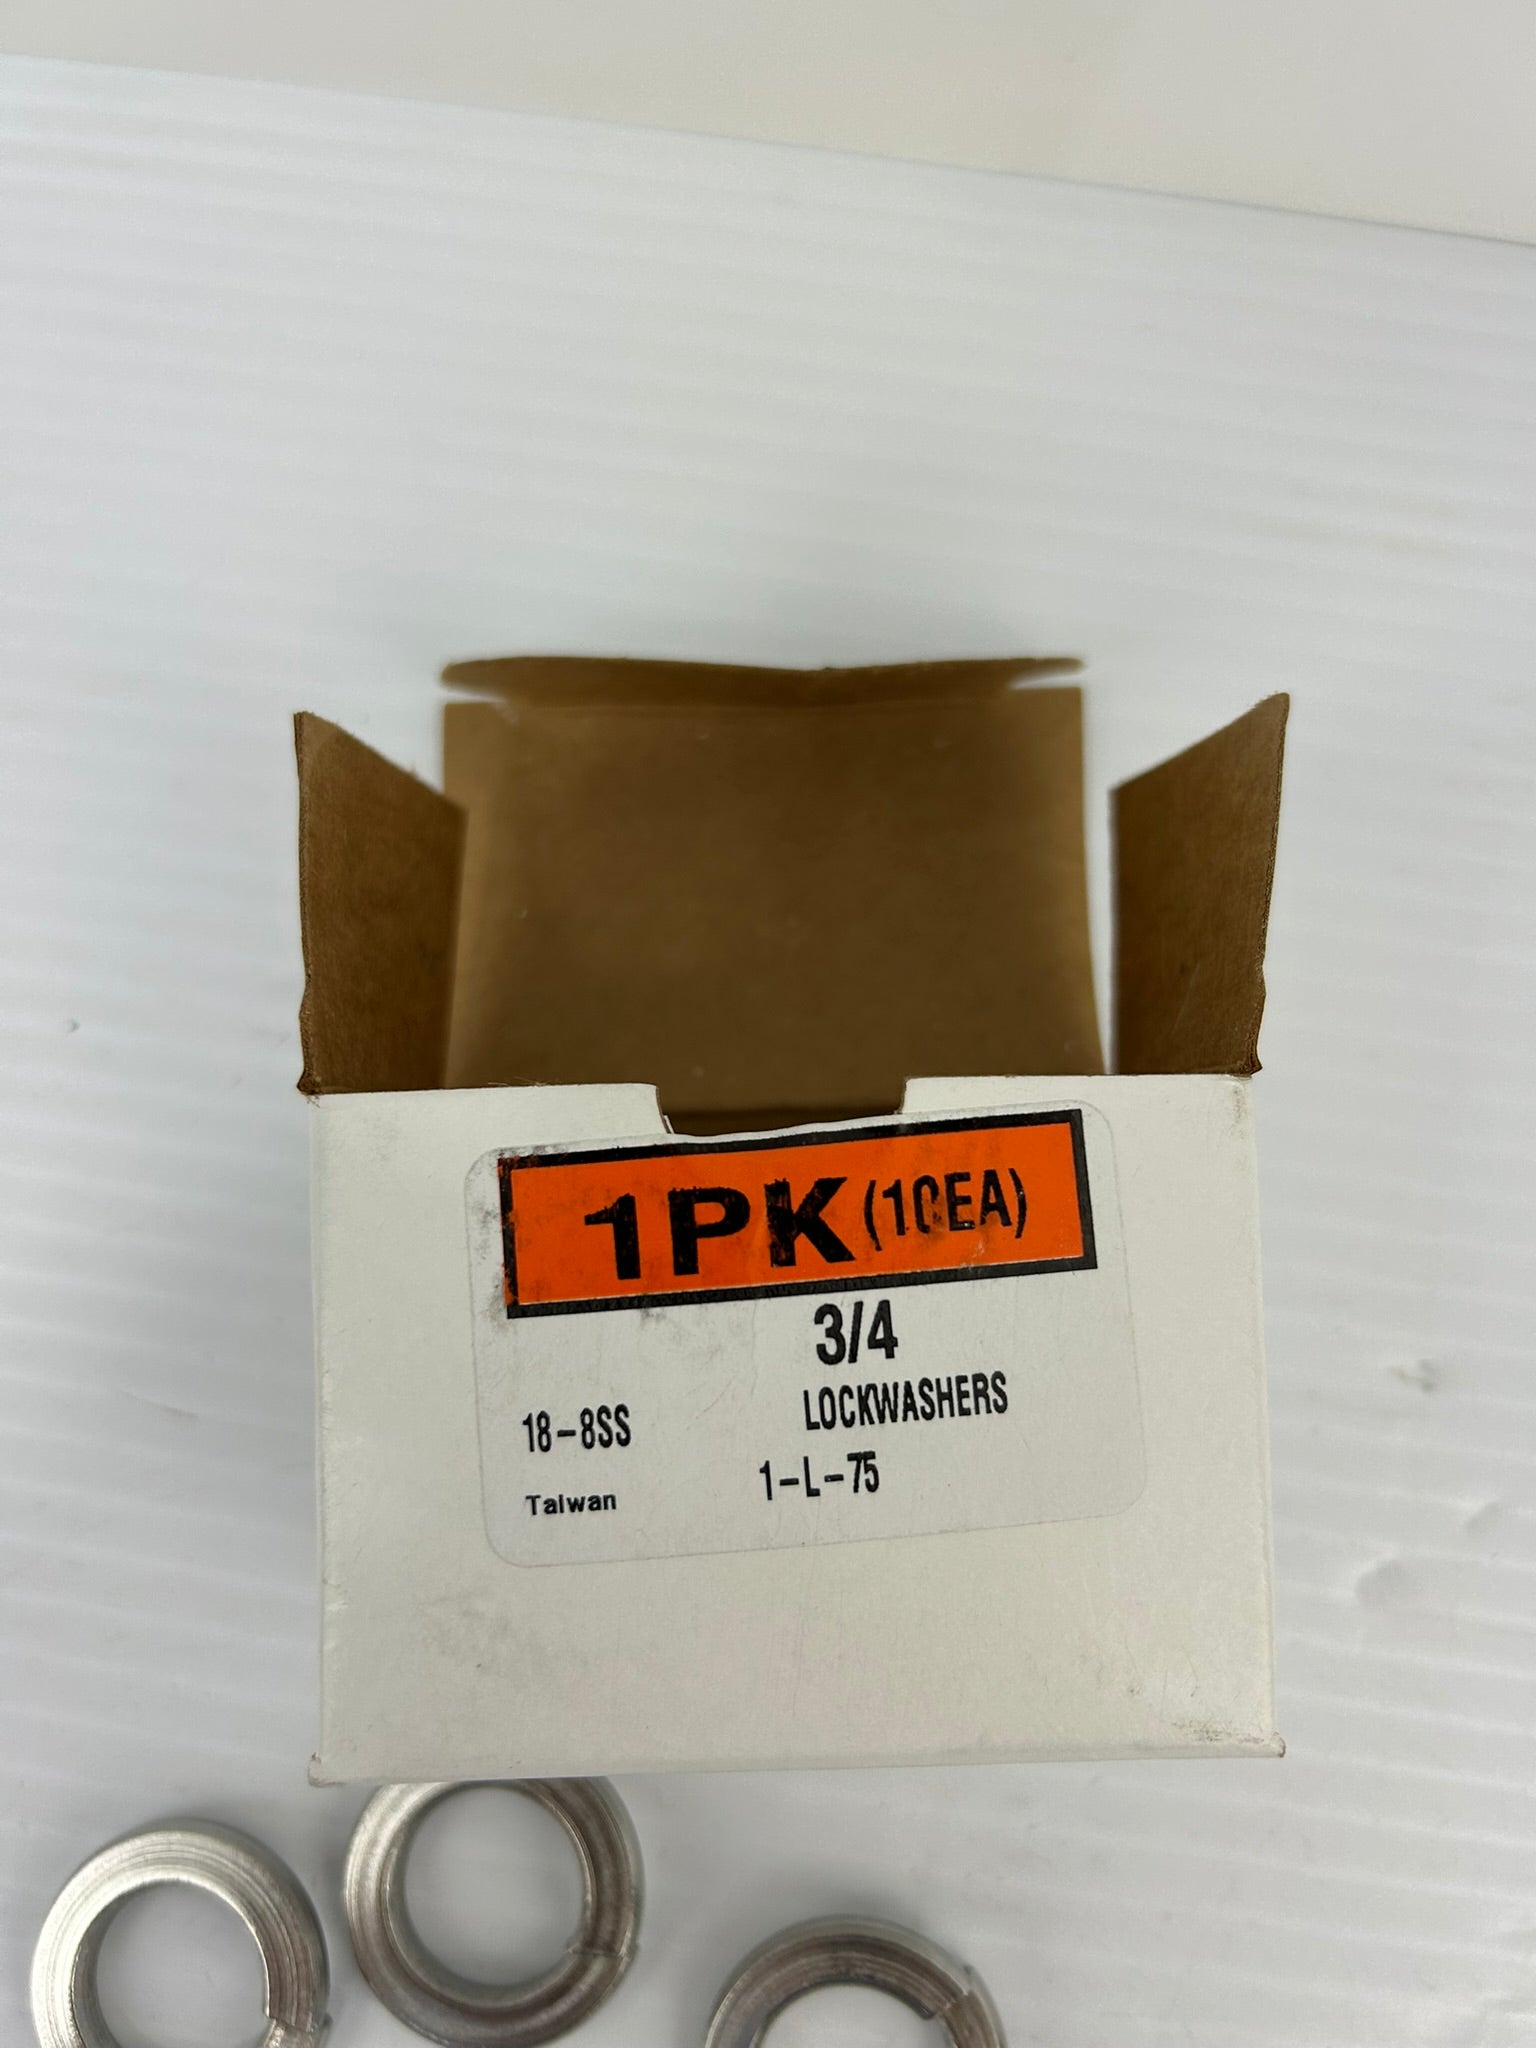 1PK (10EA)
3/4
18-8SS LOCKWASHERS
Taiwan 1-L-75